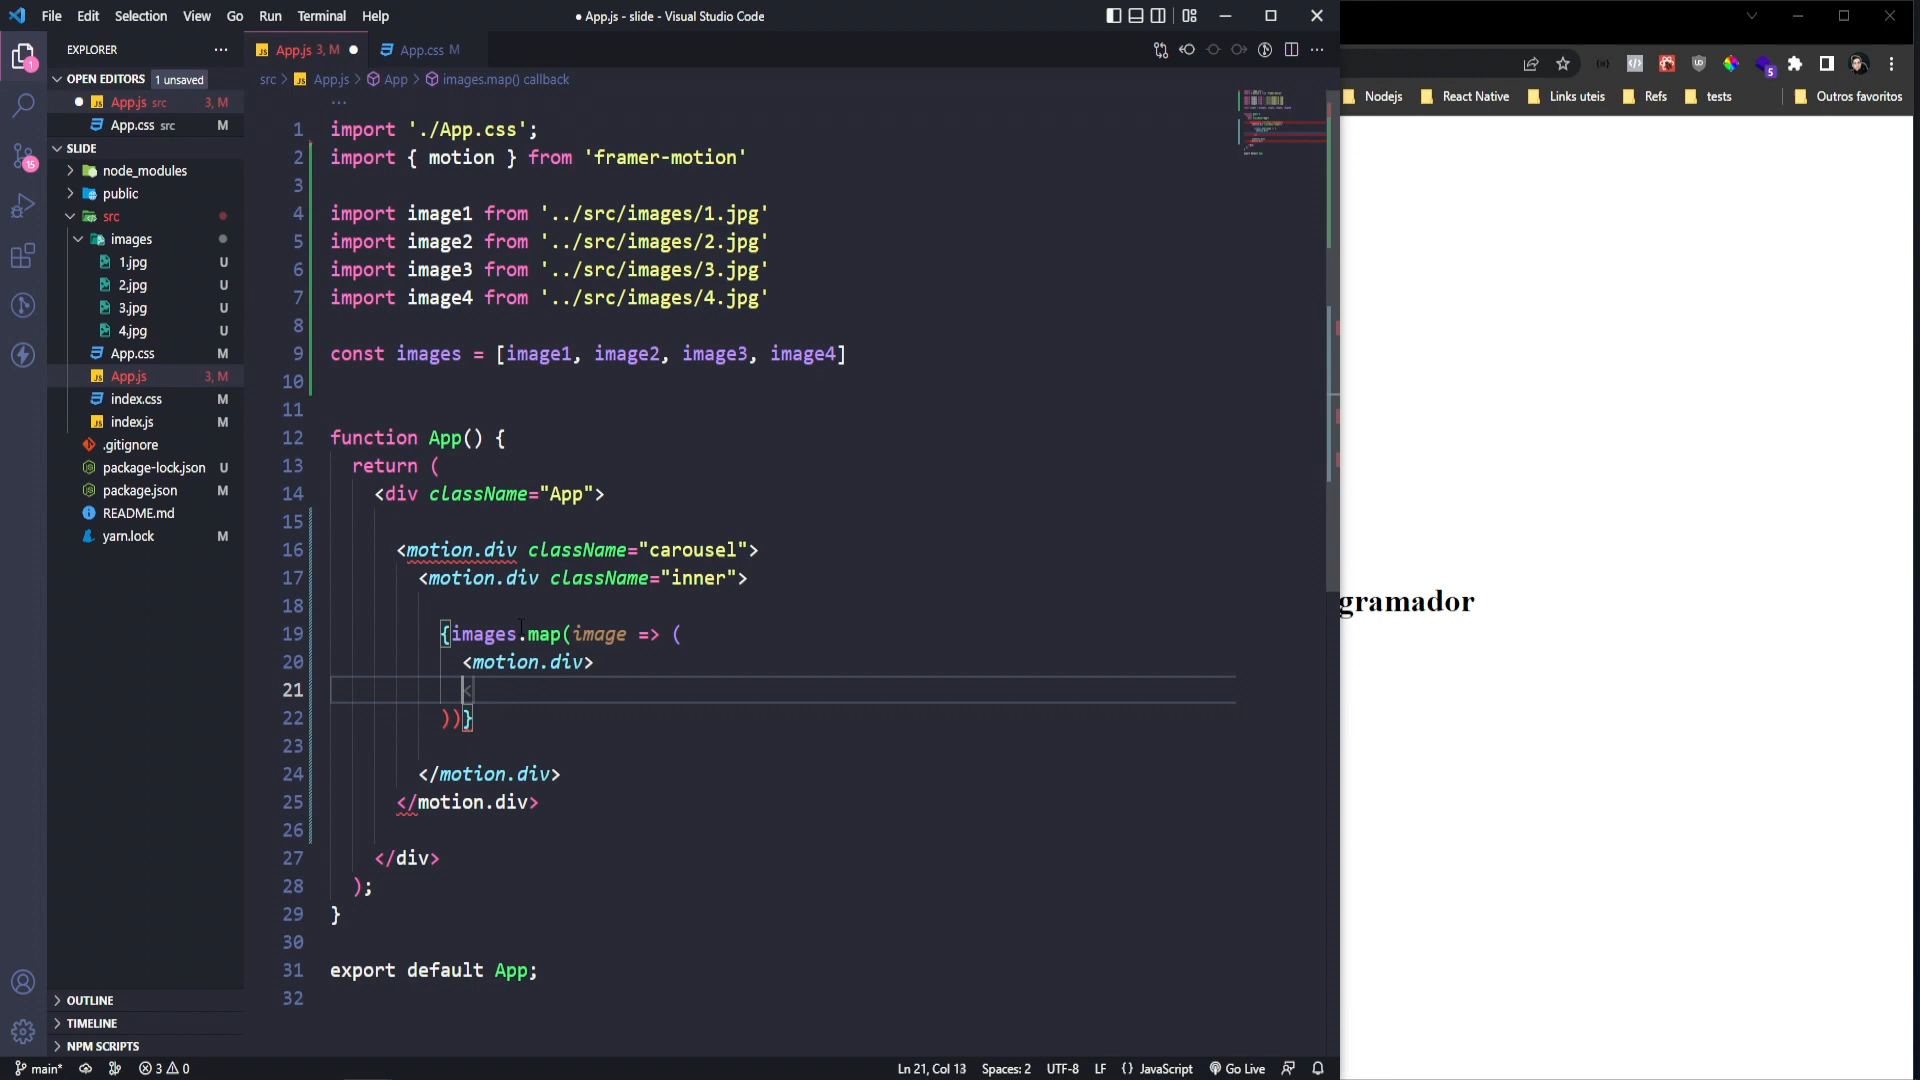 File Edit Selection View Go Run Terminal Help
● App.js - slide - Visual Studio Code
EXPLORER
OPEN EDITORS 1 unsaved
App.js src 3, M
App.css src M
SLIDE
node_modules
public
src
images
1.jpg U
2.jpg U
3.jpg U
4.jpg U
App.css M
App.js 3, M
index.css M
index.js M
.gitignore
package-lock.json U
package.json M
README.md
yarn.lock M
OUTLINE
TIMELINE
NPM SCRIPTS
App.js 3, M
App.css M
src > App.js > App > images.map() callback
1 import './App.css';
2 import { motion } from 'framer-motion'
3
4 import image1 from '../src/images/1.jpg'
5 import image2 from '../src/images/2.jpg'
6 import image3 from '../src/images/3.jpg'
7 import image4 from '../src/images/4.jpg'
8
9 const images = [image1, image2, image3, image4]
10
11
12 function App() {
13 return (
14 <div className="App">
15
16 <motion.div className="carousel">
17 <motion.div className="inner">
18
19 {images.map(image => (
20 <motion.div>
21 <
22 ))}
23
24 </motion.div>
25 </motion.div>
26
27 </div>
28 );
29 }
30
31 export default App;
32
main* 3 0
Ln 21, Col 13 Spaces: 2 UTF-8 LF {} JavaScript Go Live
1
15
5
Nodejs React Native Links uteis Refs tests Outros favoritos
gramador